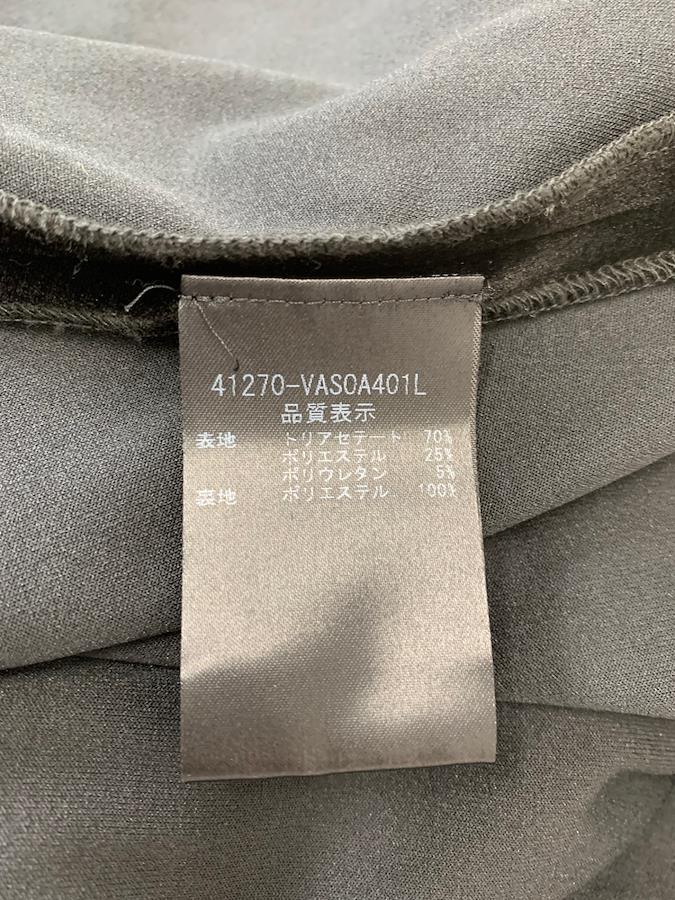 41270-VASOA401L
品質表示
表地 トリアセテート 70%
ポリエステル 25%
ポリウレタン 5%
裏地 ポリエステル 100%